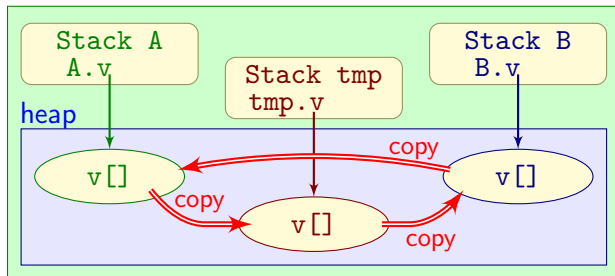 Stack A
A.v
Stack tmp
tmp.v
Stack B
B.v
heap
copy
v[]
copy
v[]
copy
v[]